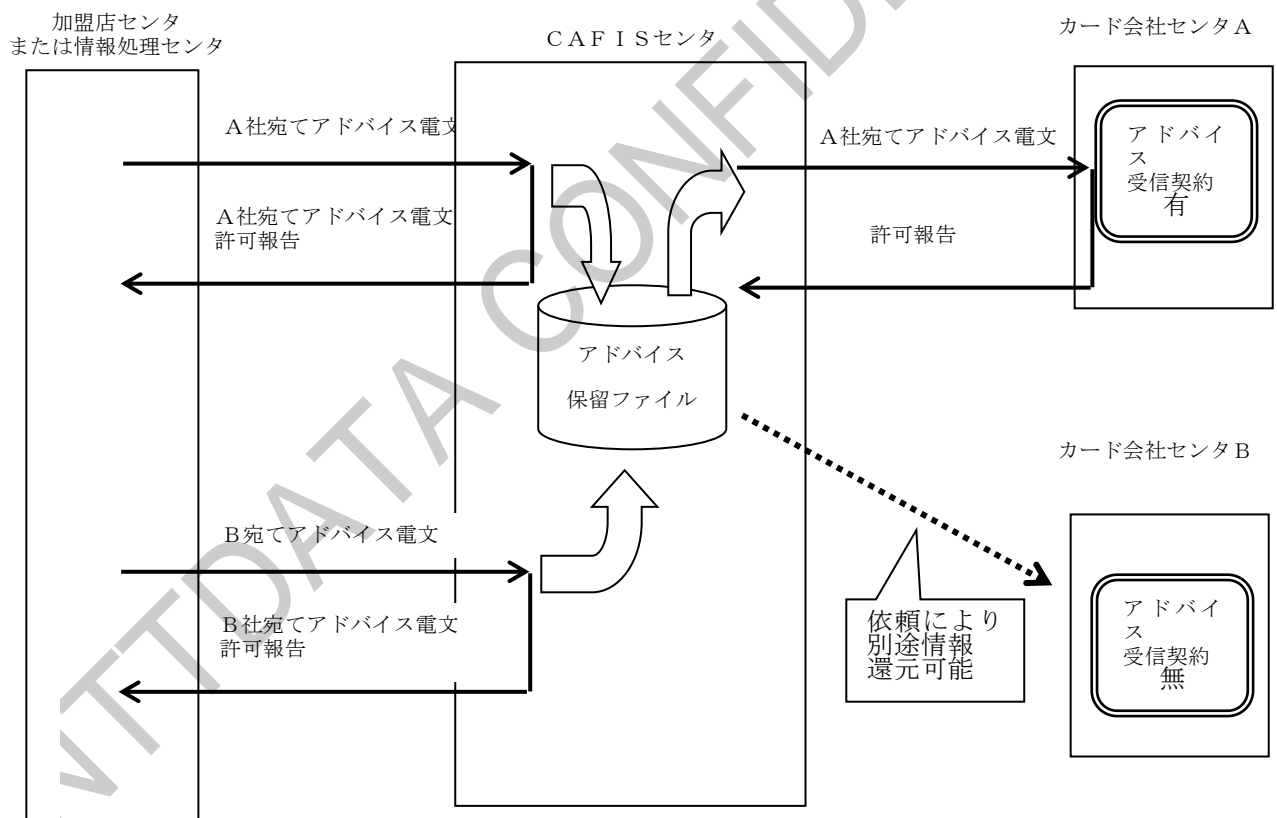 加盟店センタ
または情報処理センタ
ＣＡＦＩＳセンタ
カード会社センタＡ
Ａ社宛てアドバイス電文
Ａ社宛てアドバイス電文
許可報告
Ａ社宛てアドバイス電文
許可報告
アドバイ
ス
受信契約
有
アドバイス
保留ファイル
カード会社センタＢ
Ｂ宛てアドバイス電文
Ｂ社宛てアドバイス電文
許可報告
依頼により
別途情報
還元可能
アドバイ
ス
受信契約
無
NTTDATA CONFID